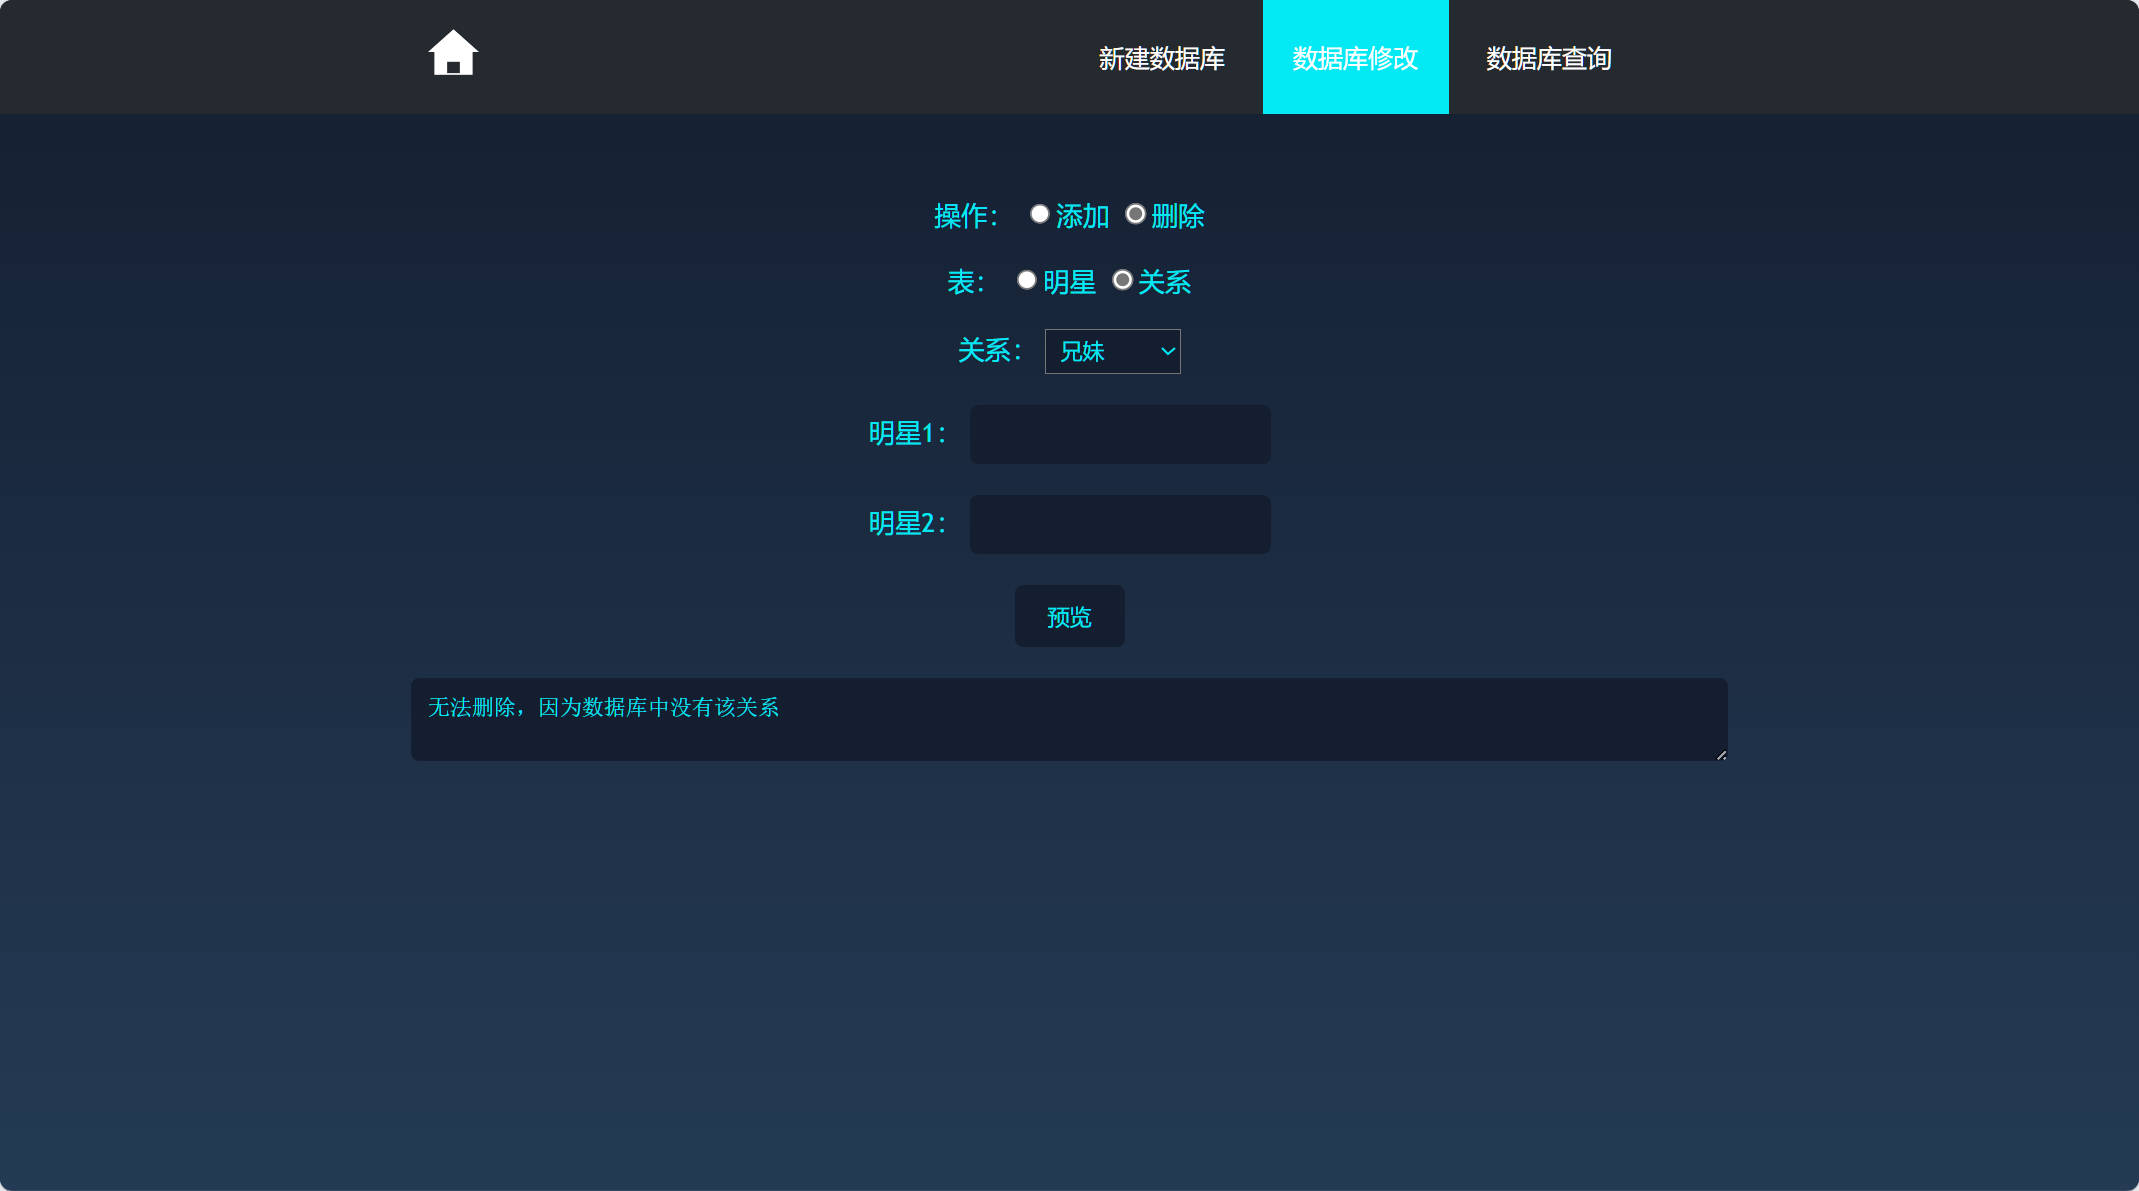 新建数据库 数据库修改 数据库查询
操作： 添加 删除
表： 明星 关系
关系： 兄妹
明星1：
明星2：
预览
无法删除，因为数据库中没有该关系